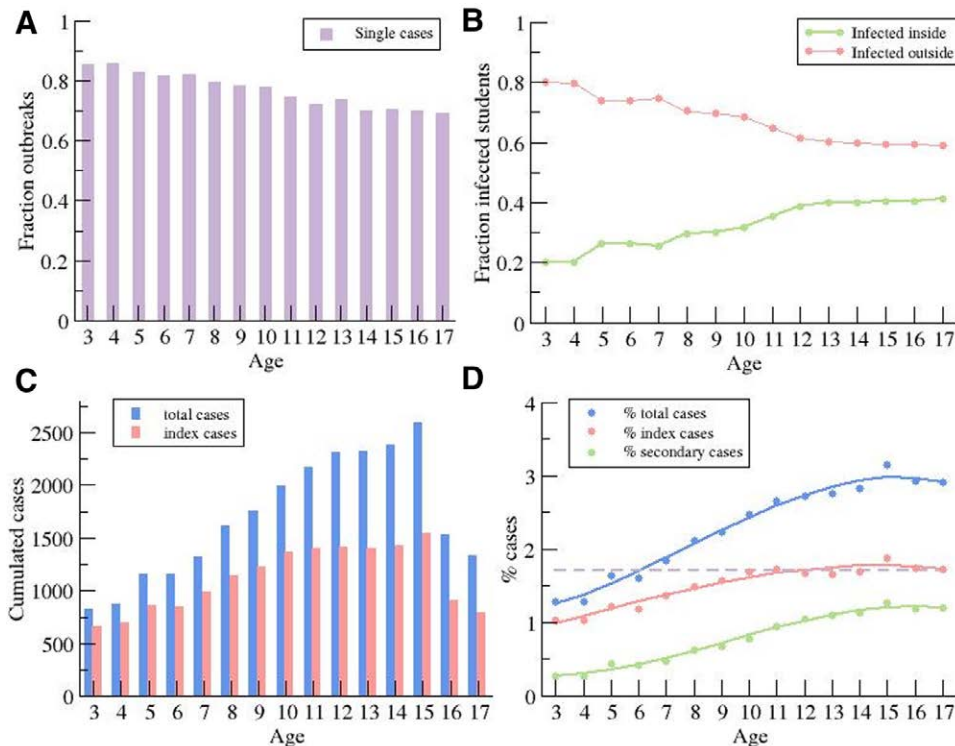 A
1
0.8
0.6
0.4
0.2
0
Fraction outbreaks
Single cases
3 4 5 6 7 8 9 10 11 12 13 14 15 16 17
Age
B
1
0.8
0.6
0.4
0.2
0
Fraction infected students
Infected inside
Infected outside
3 4 5 6 7 8 9 10 11 12 13 14 15 16 17
Age
C
2500
2000
1500
1000
500
0
Cumulated cases
total cases
index cases
3 4 5 6 7 8 9 10 11 12 13 14 15 16 17
Age
D
4
3
2
1
0
% cases
% total cases
% index cases
% secondary cases
3 4 5 6 7 8 9 10 11 12 13 14 15 16 17
Age